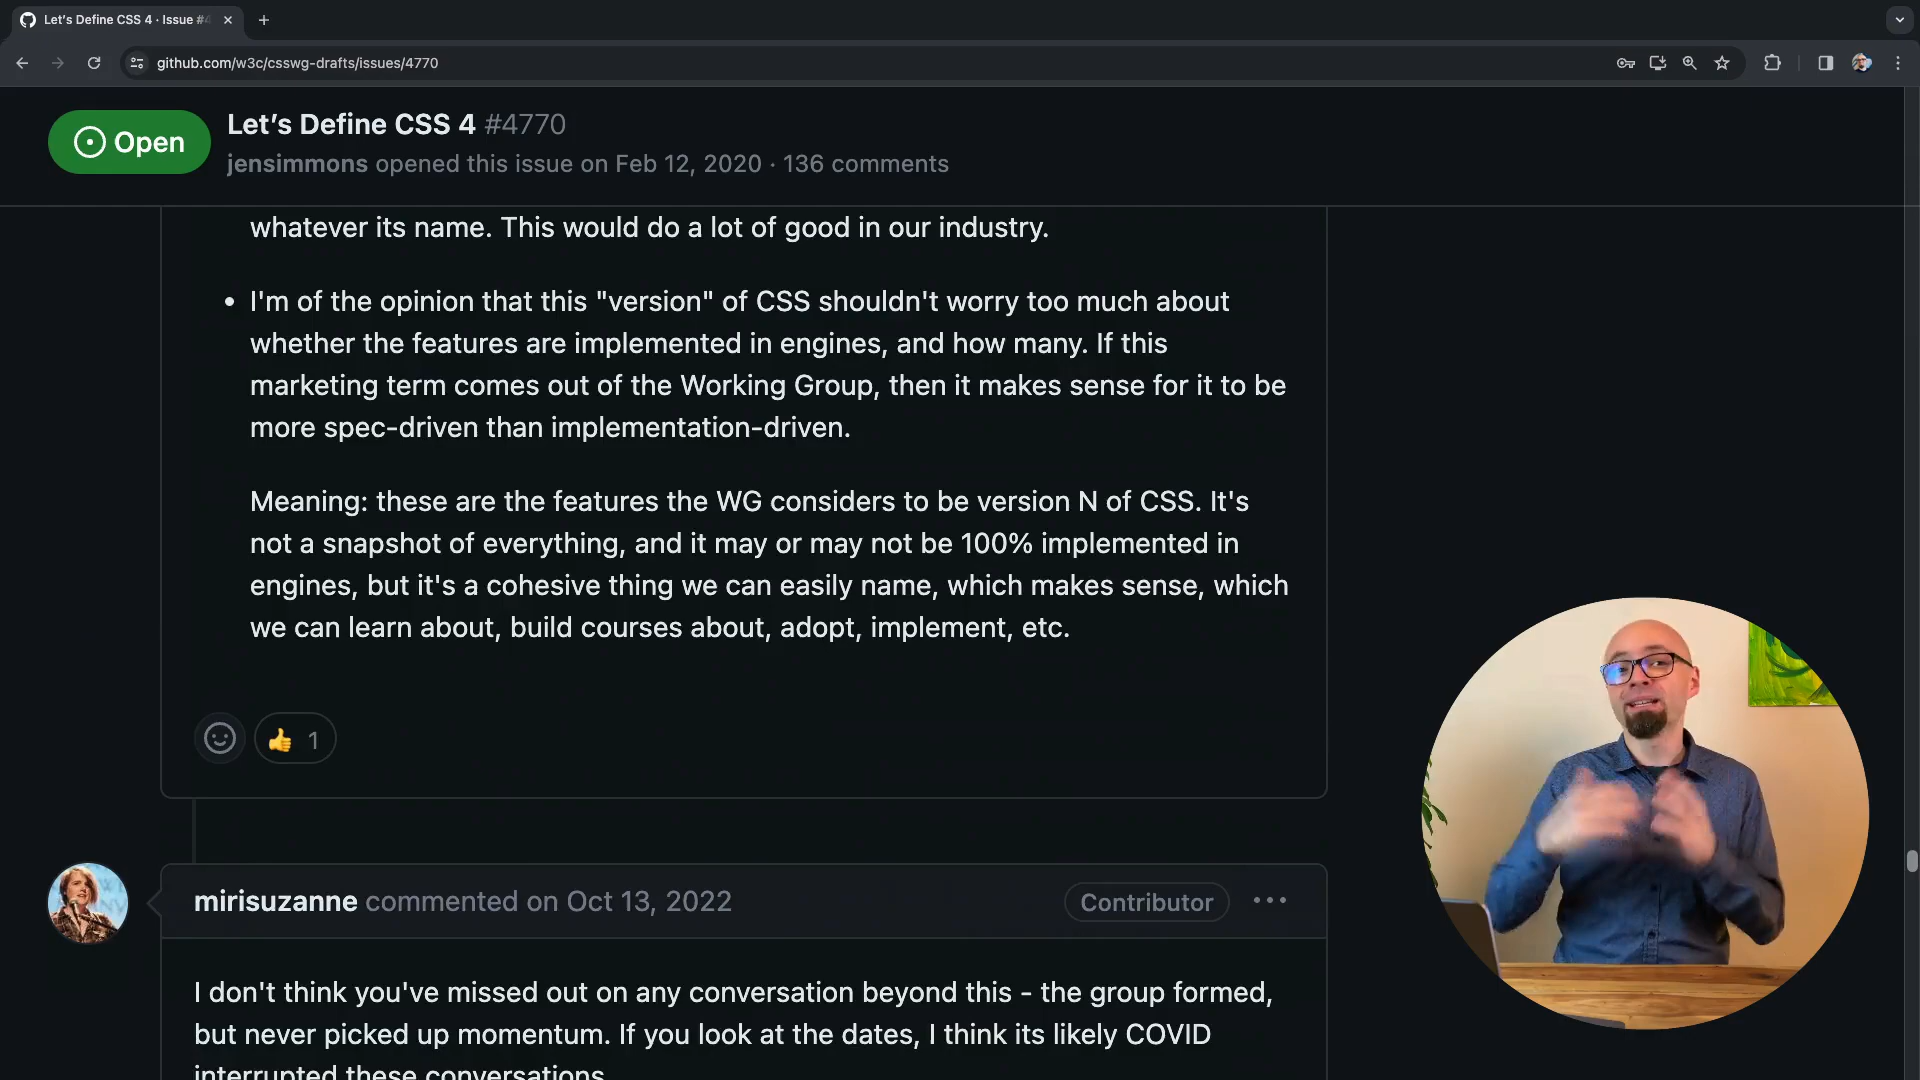 Let's Define CSS 4 · Issue #4
github.com/w3c/csswg-drafts/issues/4770
Open
Let’s Define CSS 4 #4770
jensimmons opened this issue on Feb 12, 2020 · 136 comments
whatever its name. This would do a lot of good in our industry.
• I'm of the opinion that this "version" of CSS shouldn't worry too much about
whether the features are implemented in engines, and how many. If this
marketing term comes out of the Working Group, then it makes sense for it to be
more spec-driven than implementation-driven.
Meaning: these are the features the WG considers to be version N of CSS. It's
not a snapshot of everything, and it may or may not be 100% implemented in
engines, but it's a cohesive thing we can easily name, which makes sense, which
we can learn about, build courses about, adopt, implement, etc.
👍 1
mirisuzanne commented on Oct 13, 2022
Contributor
I don't think you've missed out on any conversation beyond this - the group formed,
but never picked up momentum. If you look at the dates, I think its likely COVID
interrupted these conversations.